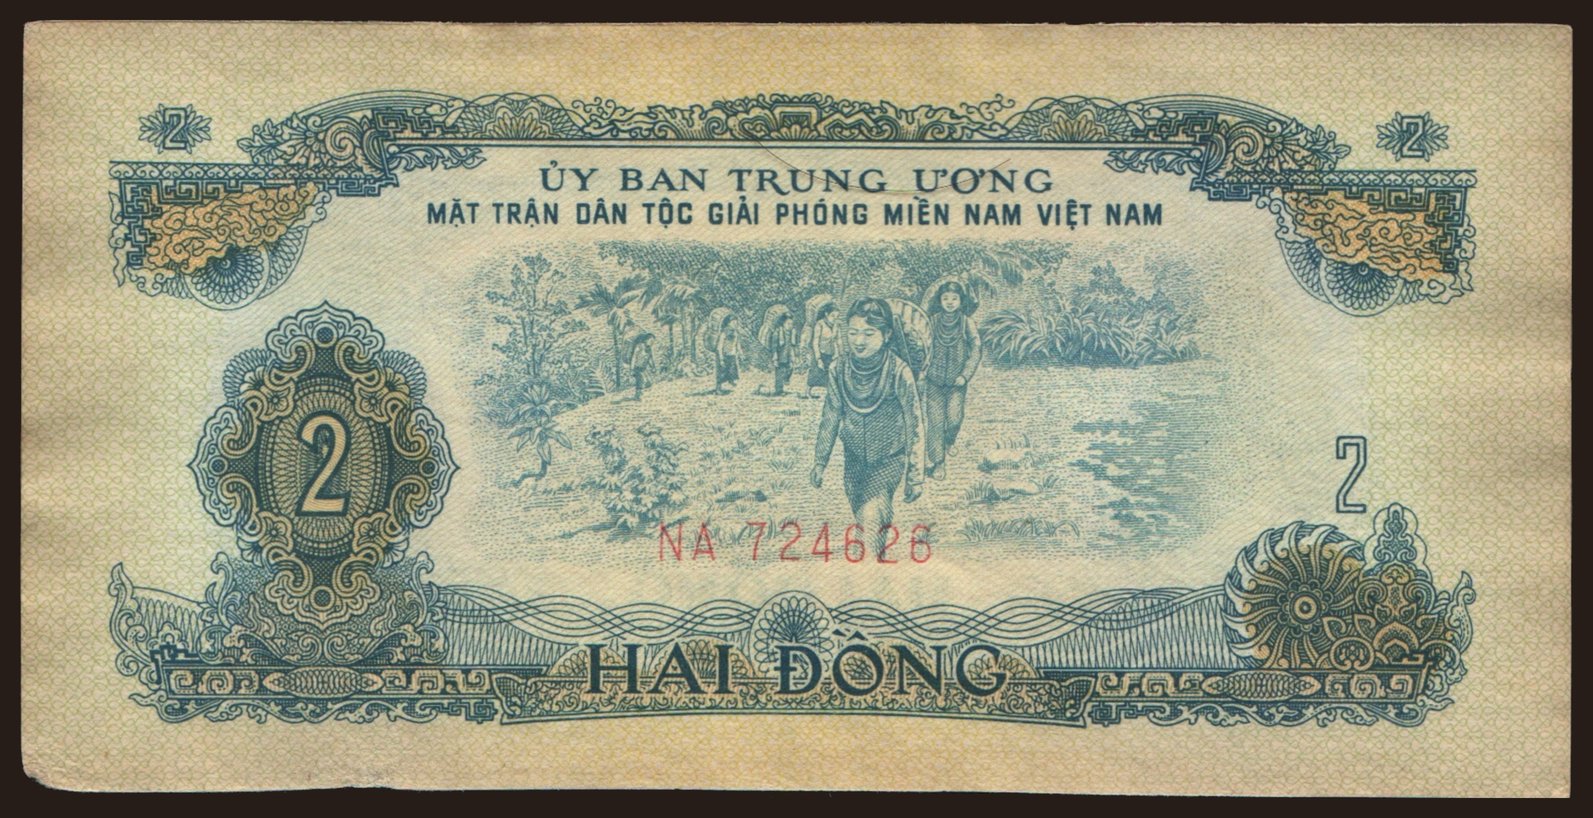 2 2
ỦY BAN TRUNG ƯƠNG
MẶT TRẬN DÂN TỘC GIẢI PHÓNG MIỀN NAM VIỆT NAM
2
2
NA 724626
HAI ĐỒNG